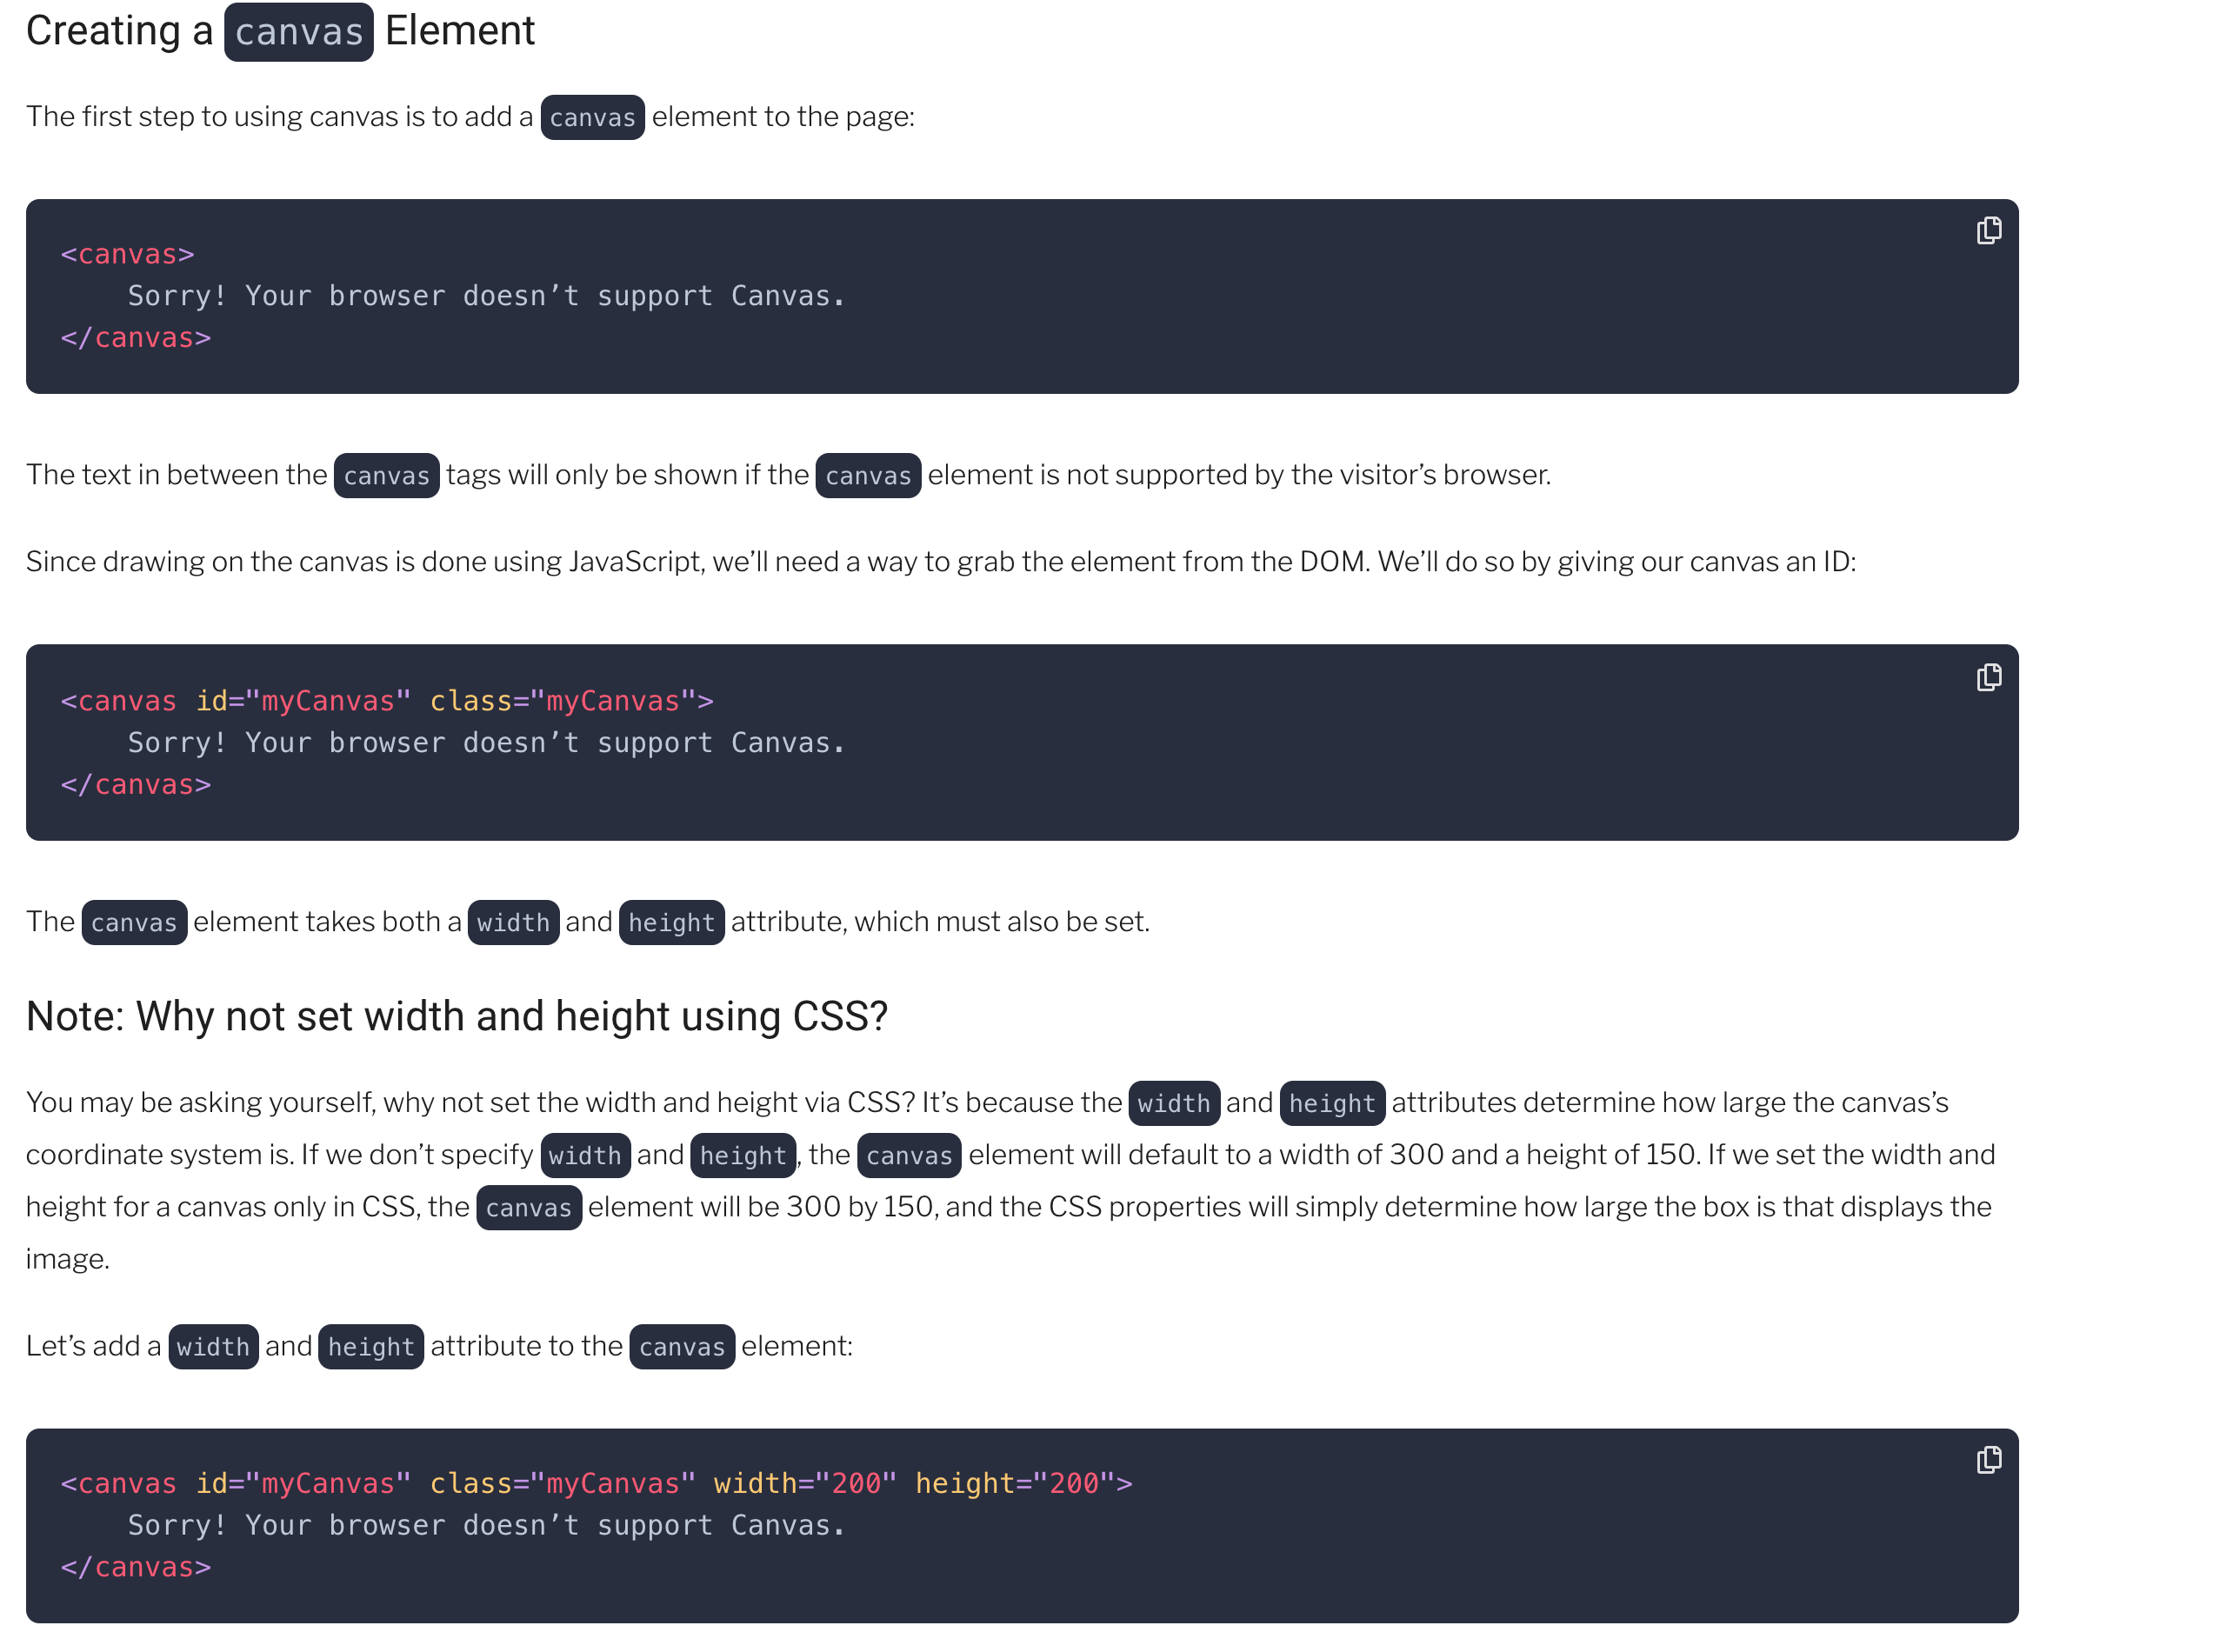 Creating a canvas Element
The first step to using canvas is to add a canvas element to the page:
<canvas>
    Sorry! Your browser doesn’t support Canvas.
</canvas>
The text in between the canvas tags will only be shown if the canvas element is not supported by the visitor’s browser.
Since drawing on the canvas is done using JavaScript, we’ll need a way to grab the element from the DOM. We’ll do so by giving our canvas an ID:
<canvas id="myCanvas" class="myCanvas">
    Sorry! Your browser doesn’t support Canvas.
</canvas>
The canvas element takes both a width and height attribute, which must also be set.
Note: Why not set width and height using CSS?
You may be asking yourself, why not set the width and height via CSS? It’s because the width and height attributes determine how large the canvas’s
coordinate system is. If we don’t specify width and height, the canvas element will default to a width of 300 and a height of 150. If we set the width and
height for a canvas only in CSS, the canvas element will be 300 by 150, and the CSS properties will simply determine how large the box is that displays the
image.
Let’s add a width and height attribute to the canvas element:
<canvas id="myCanvas" class="myCanvas" width="200" height="200">
    Sorry! Your browser doesn’t support Canvas.
</canvas>